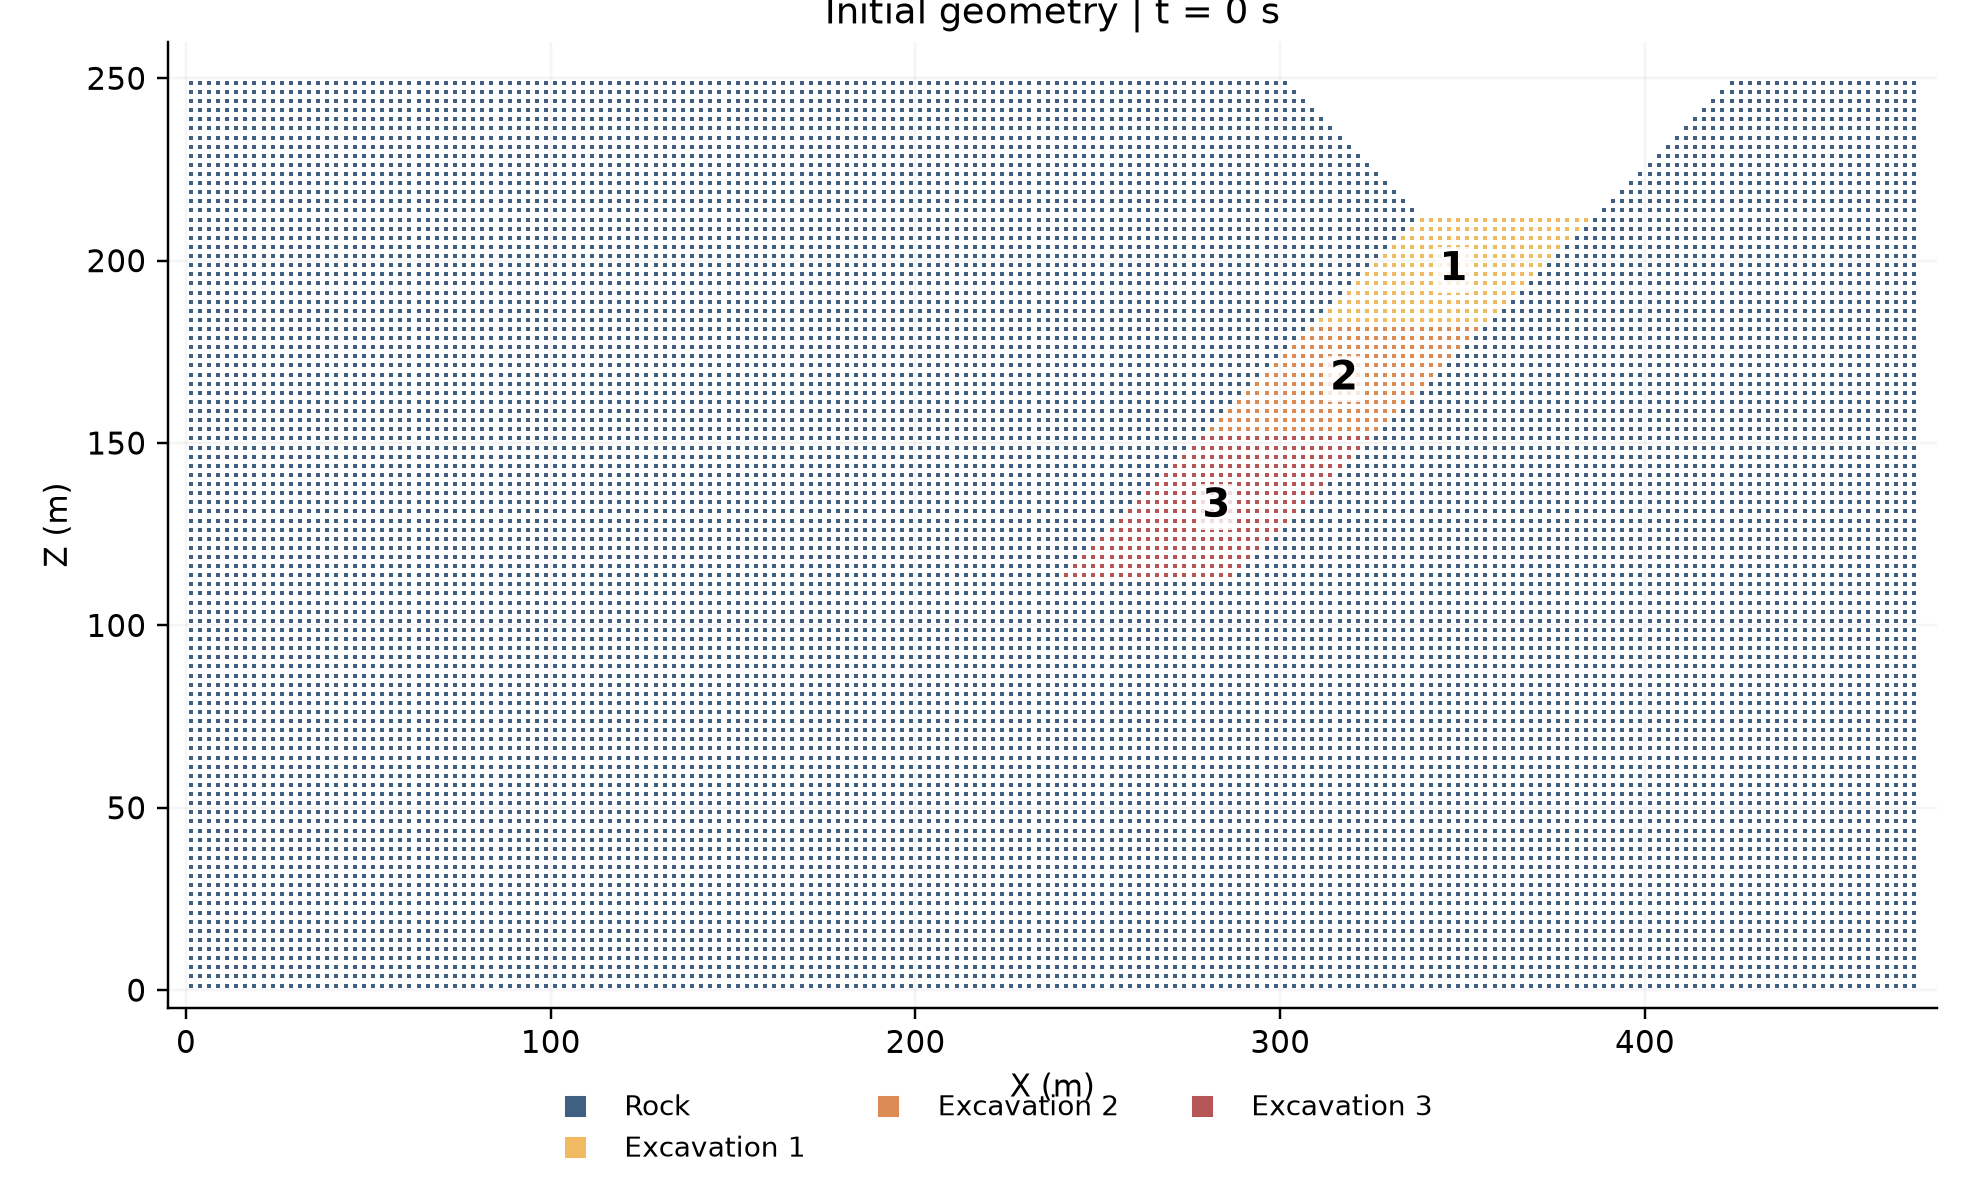 Initial geometry | t = 0 s
250
200
150
100
50
0
Z (m)
1
2
3
0 100 200 300 400
X (m)
Rock Excavation 2 Excavation 3
Excavation 1